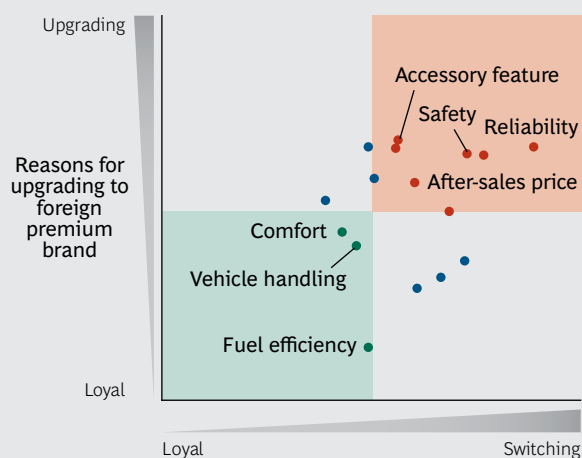 Upgrading
Accessory feature
Safety
Reliability
Reasons for
upgrading to
foreign
premium
brand
After-sales price
Comfort
Vehicle handling
Fuel efficiency
Loyal
Loyal
Switching